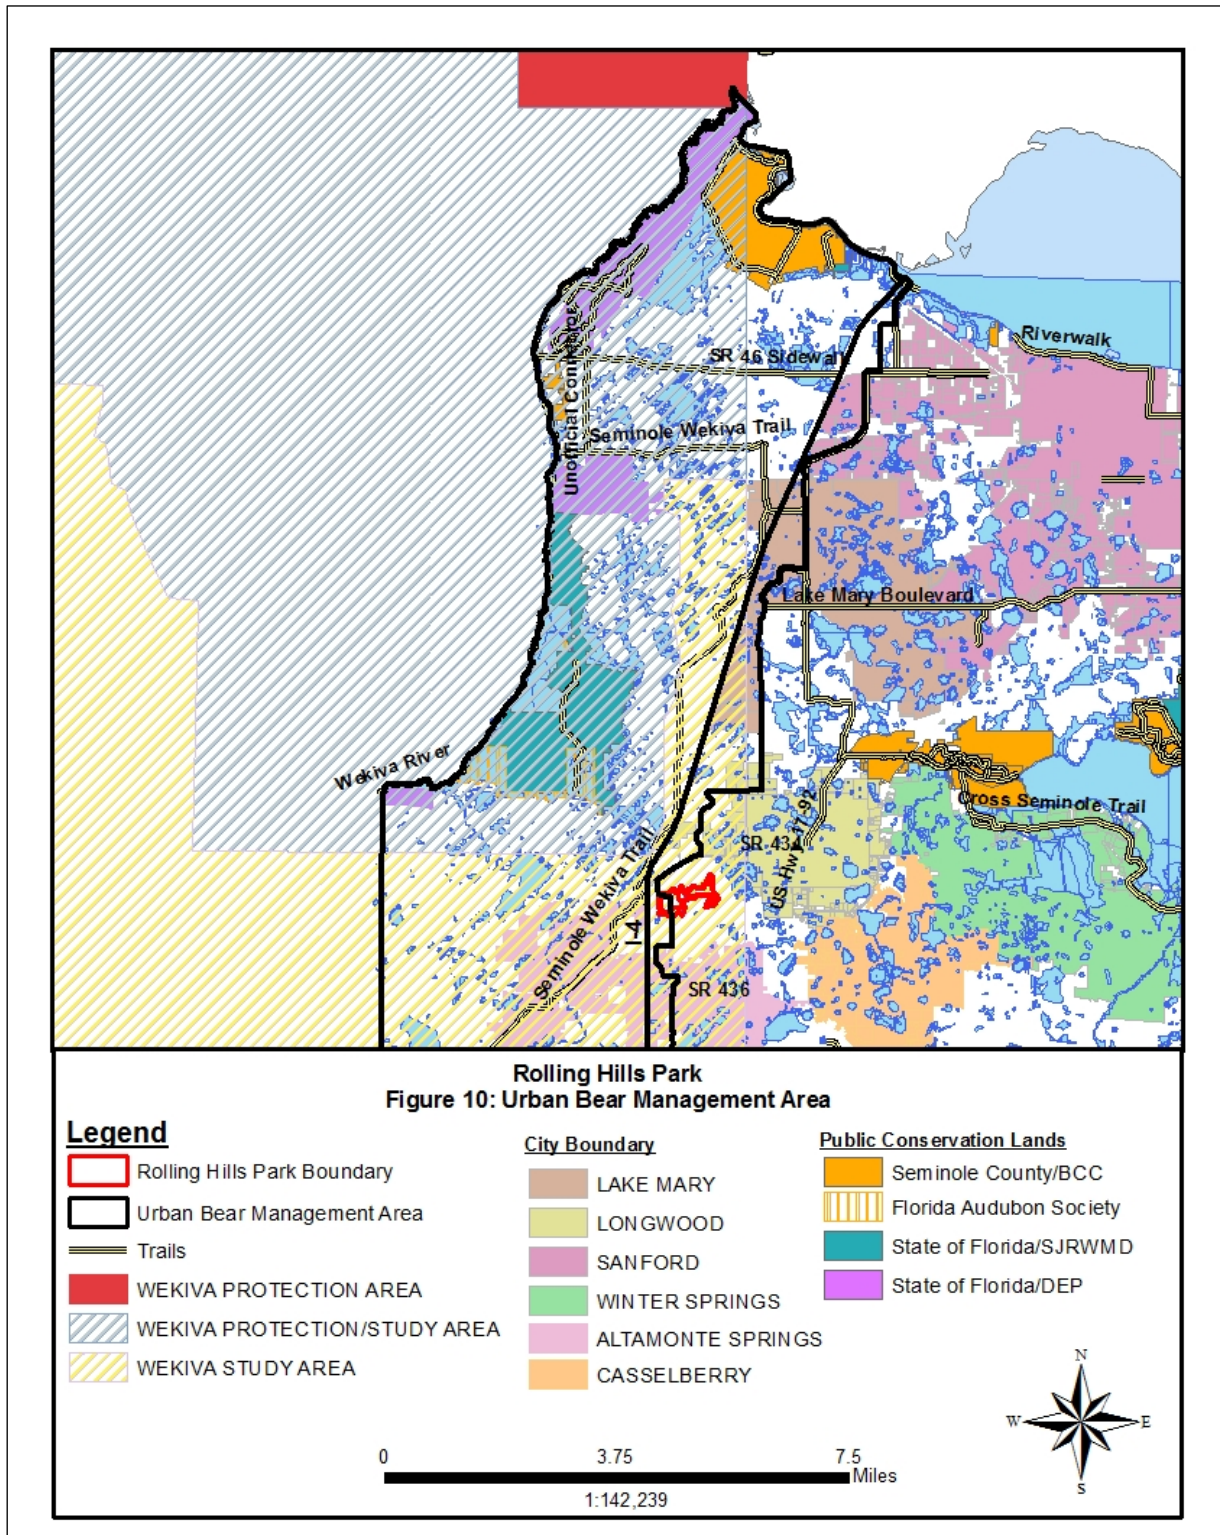 SR 46 Sidewalk
Riverwalk
Seminole Wekiva Trail
Lake Mary Boulevard
Wekiva River
Cross Seminole Trail
SR 434
US Hwy 17-92
Seminole Wekiva Trail
I-4
SR 436
Unofficial
Rolling Hills Park
Figure 10: Urban Bear Management Area
Legend
Rolling Hills Park Boundary
Urban Bear Management Area
Trails
WEKIVA PROTECTION AREA
WEKIVA PROTECTION/STUDY AREA
WEKIVA STUDY AREA
City Boundary
LAKE MARY
LONGWOOD
SANFORD
WINTER SPRINGS
ALTAMONTE SPRINGS
CASSELBERRY
Public Conservation Lands
Seminole County/BCC
Florida Audubon Society
State of Florida/SJRWMD
State of Florida/DEP
N
W
E
S
0 3.75 7.5
Miles
1:142,239